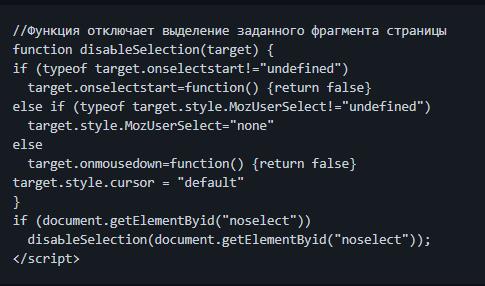 //Функция отключает выделение заданного фрагмента страницы
function disaЬleSelection(target) {
if (typeof target.onselectstart!="undefined")
target.onselectstart=function() {return false}
else if (typeof target.style.MozUserSelect!="undefined")
target.style.MozUserSelect="none"
else
target.onmousedown=function() {return false}
target.style.cursor = "default"
}
if (document.getElementByid("noselect"))
disaЬleSelection(document.getElementByid("noselect"));
</script>